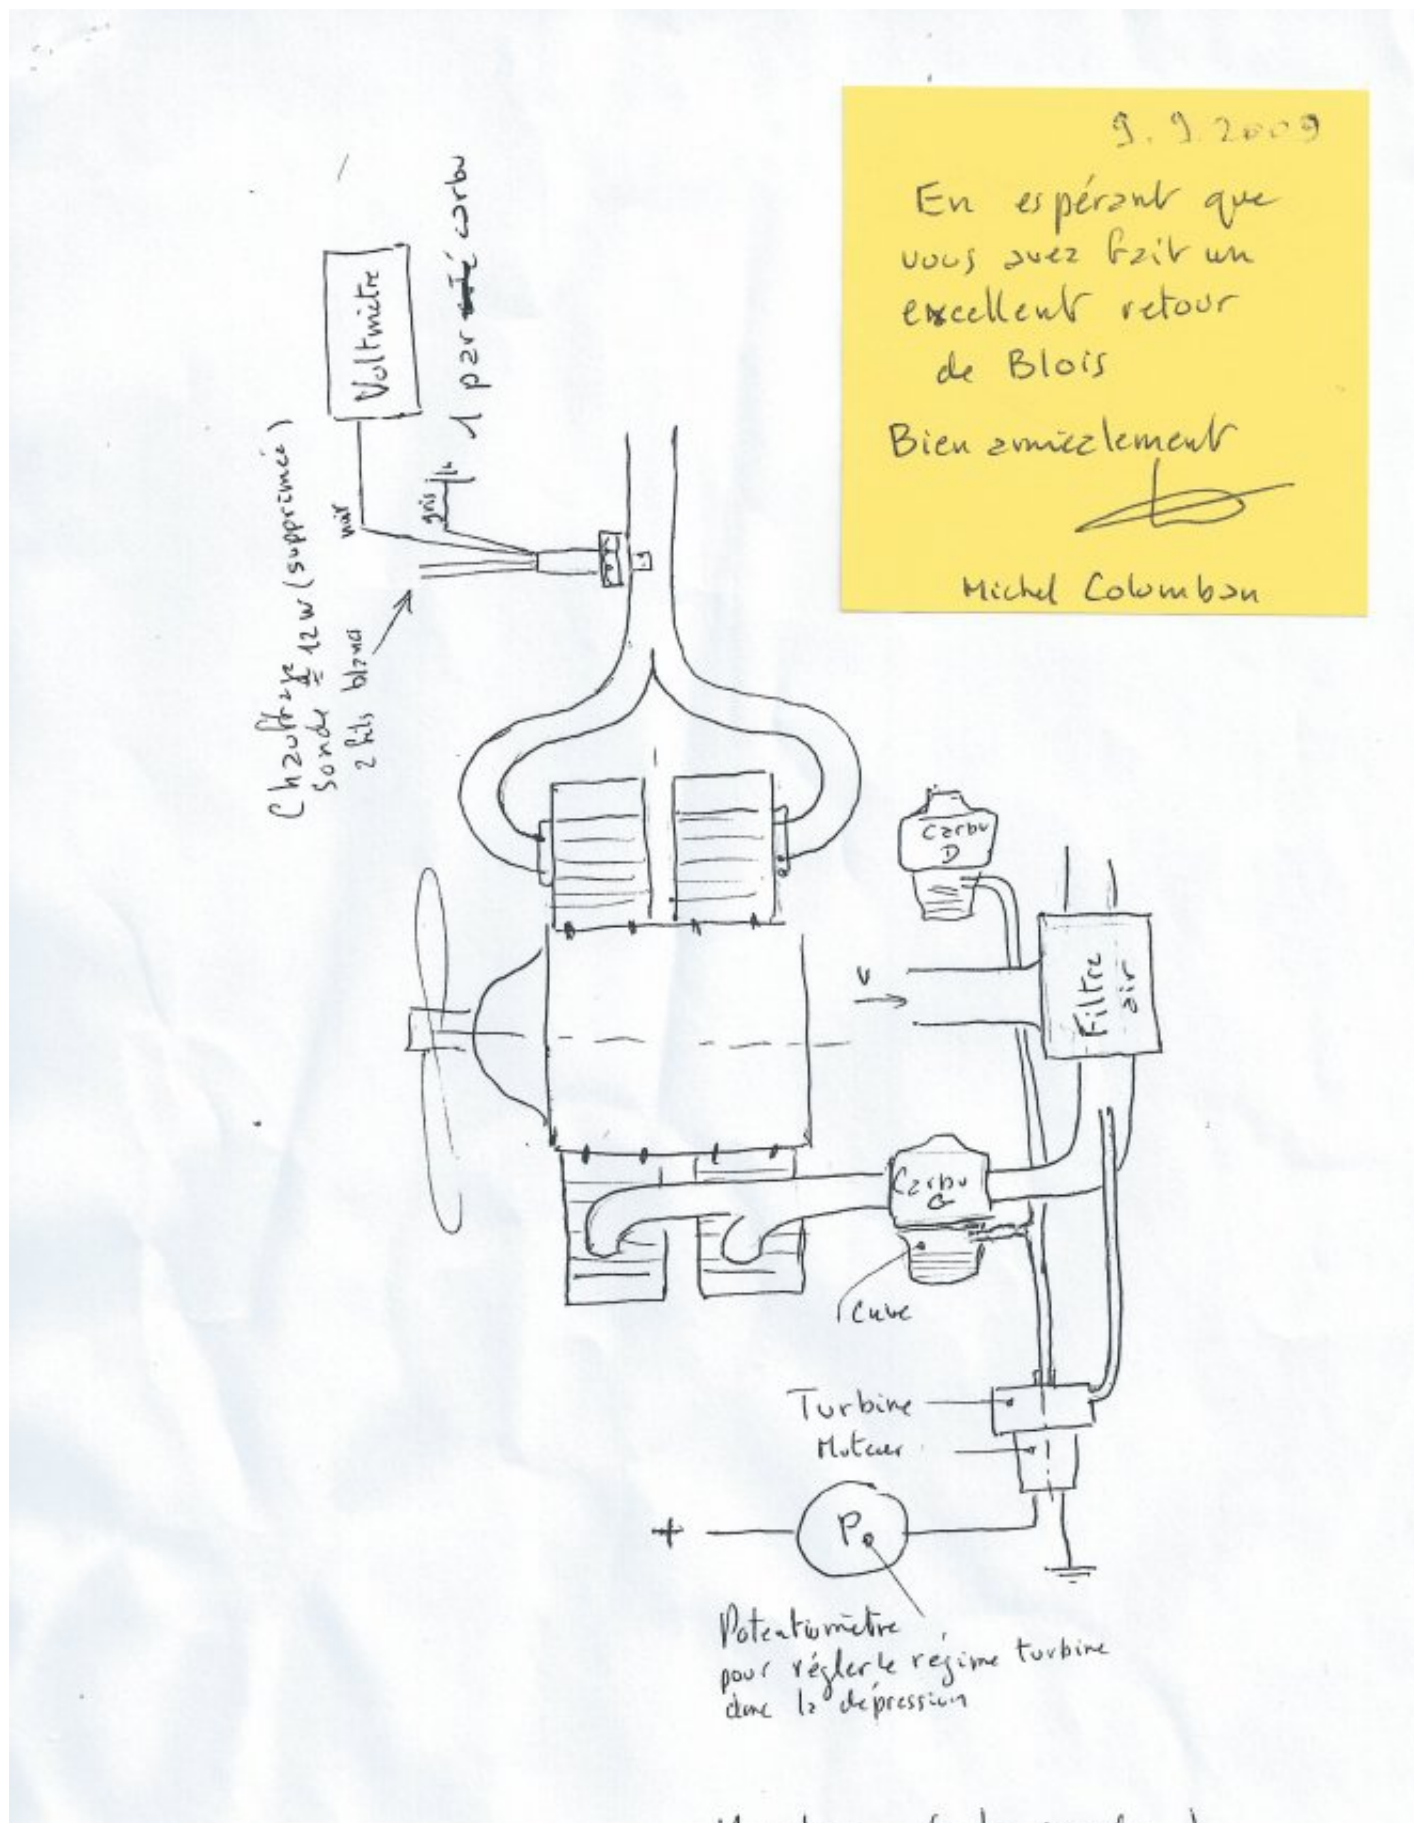 9.9.2009
En espérant que
vous avez fait un
excellent retour
de Blois
Bien amicalement
Michel Colomban
Voltmètre
1 par carbu
noir
gris
Chauffage
Sonde = 12 W (supprimée)
2 fils blancs
Carbu
D
V
Filtre
air
Carbu
G
Cuve
Turbine
Moteur
+
P
Potentiomètre
pour régler le régime turbine
donc la dépression